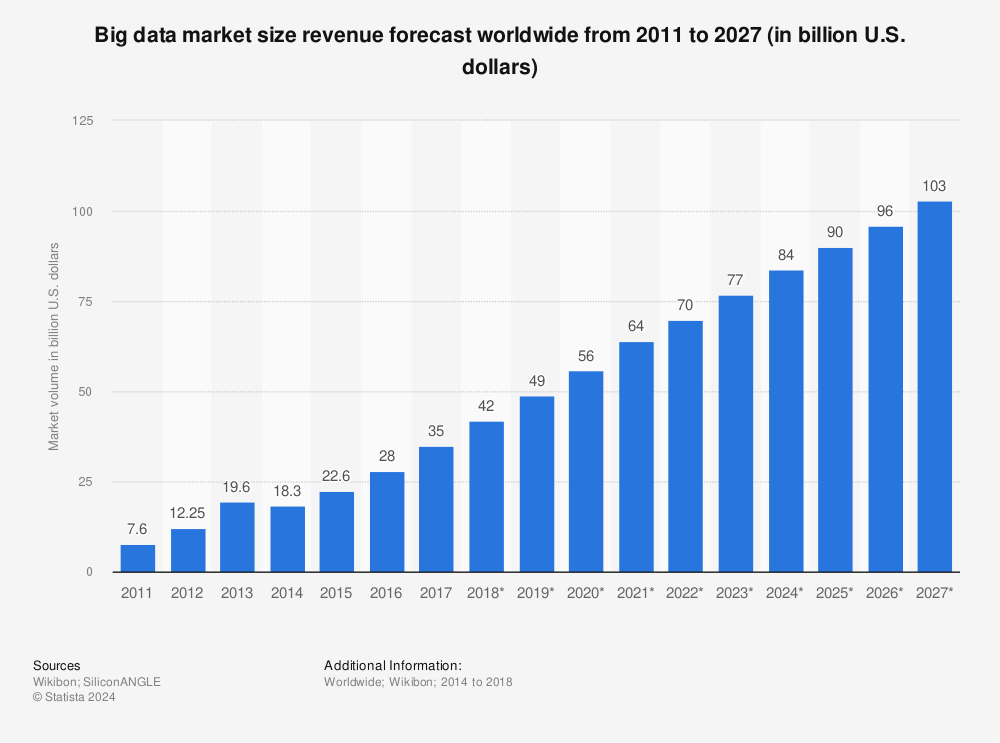 Big data market size revenue forecast worldwide from 2011 to 2027 (in billion U.S.
dollars)
Market volume in billion U.S. dollars
125
100
75
50
25
0
7.6
12.25
19.6
18.3
22.6
28
35
42
49
56
64
70
77
84
90
96
103
2011 2012 2013 2014 2015 2016 2017 2018* 2019* 2020* 2021* 2022* 2023* 2024* 2025* 2026* 2027*
Sources
Wikibon; SiliconANGLE
© Statista 2024
Additional Information:
Worldwide; Wikibon; 2014 to 2018